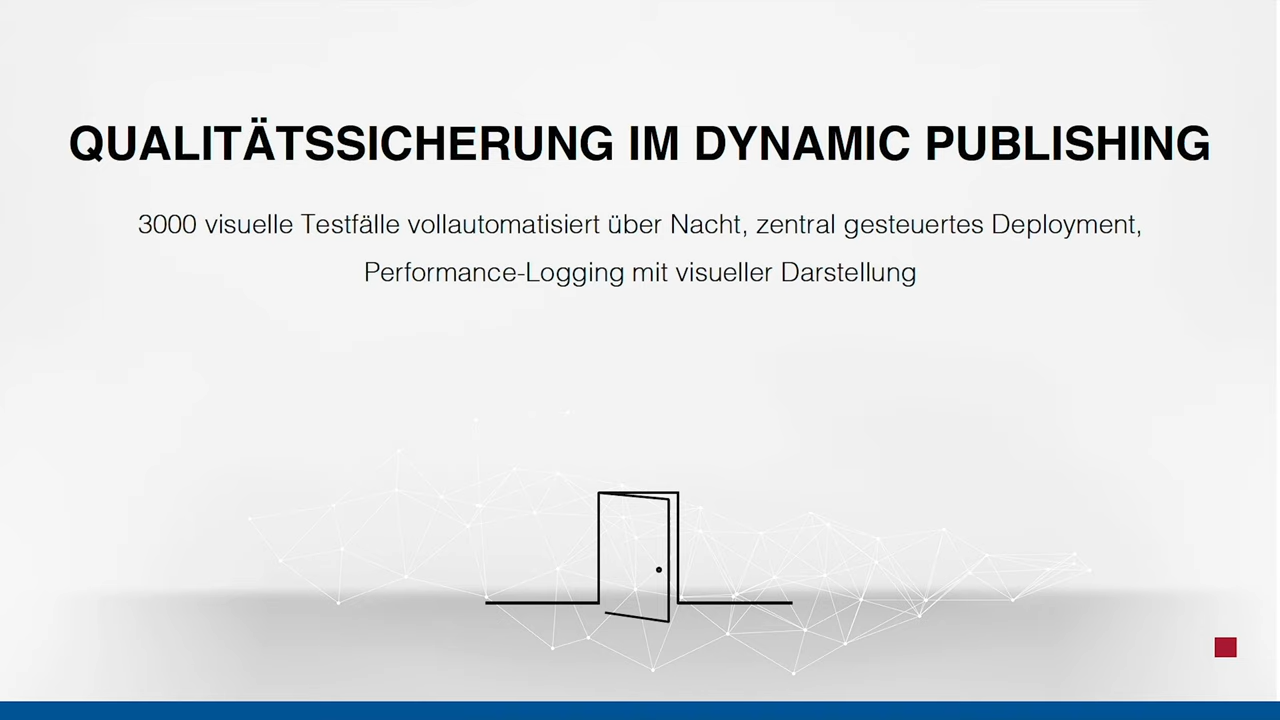 QUALITÄTSSICHERUNG IM DYNAMIC PUBLISHING
3000 visuelle Testfälle vollautomatisiert über Nacht, zentral gesteuertes Deployment,
Performance-Logging mit visueller Darstellung